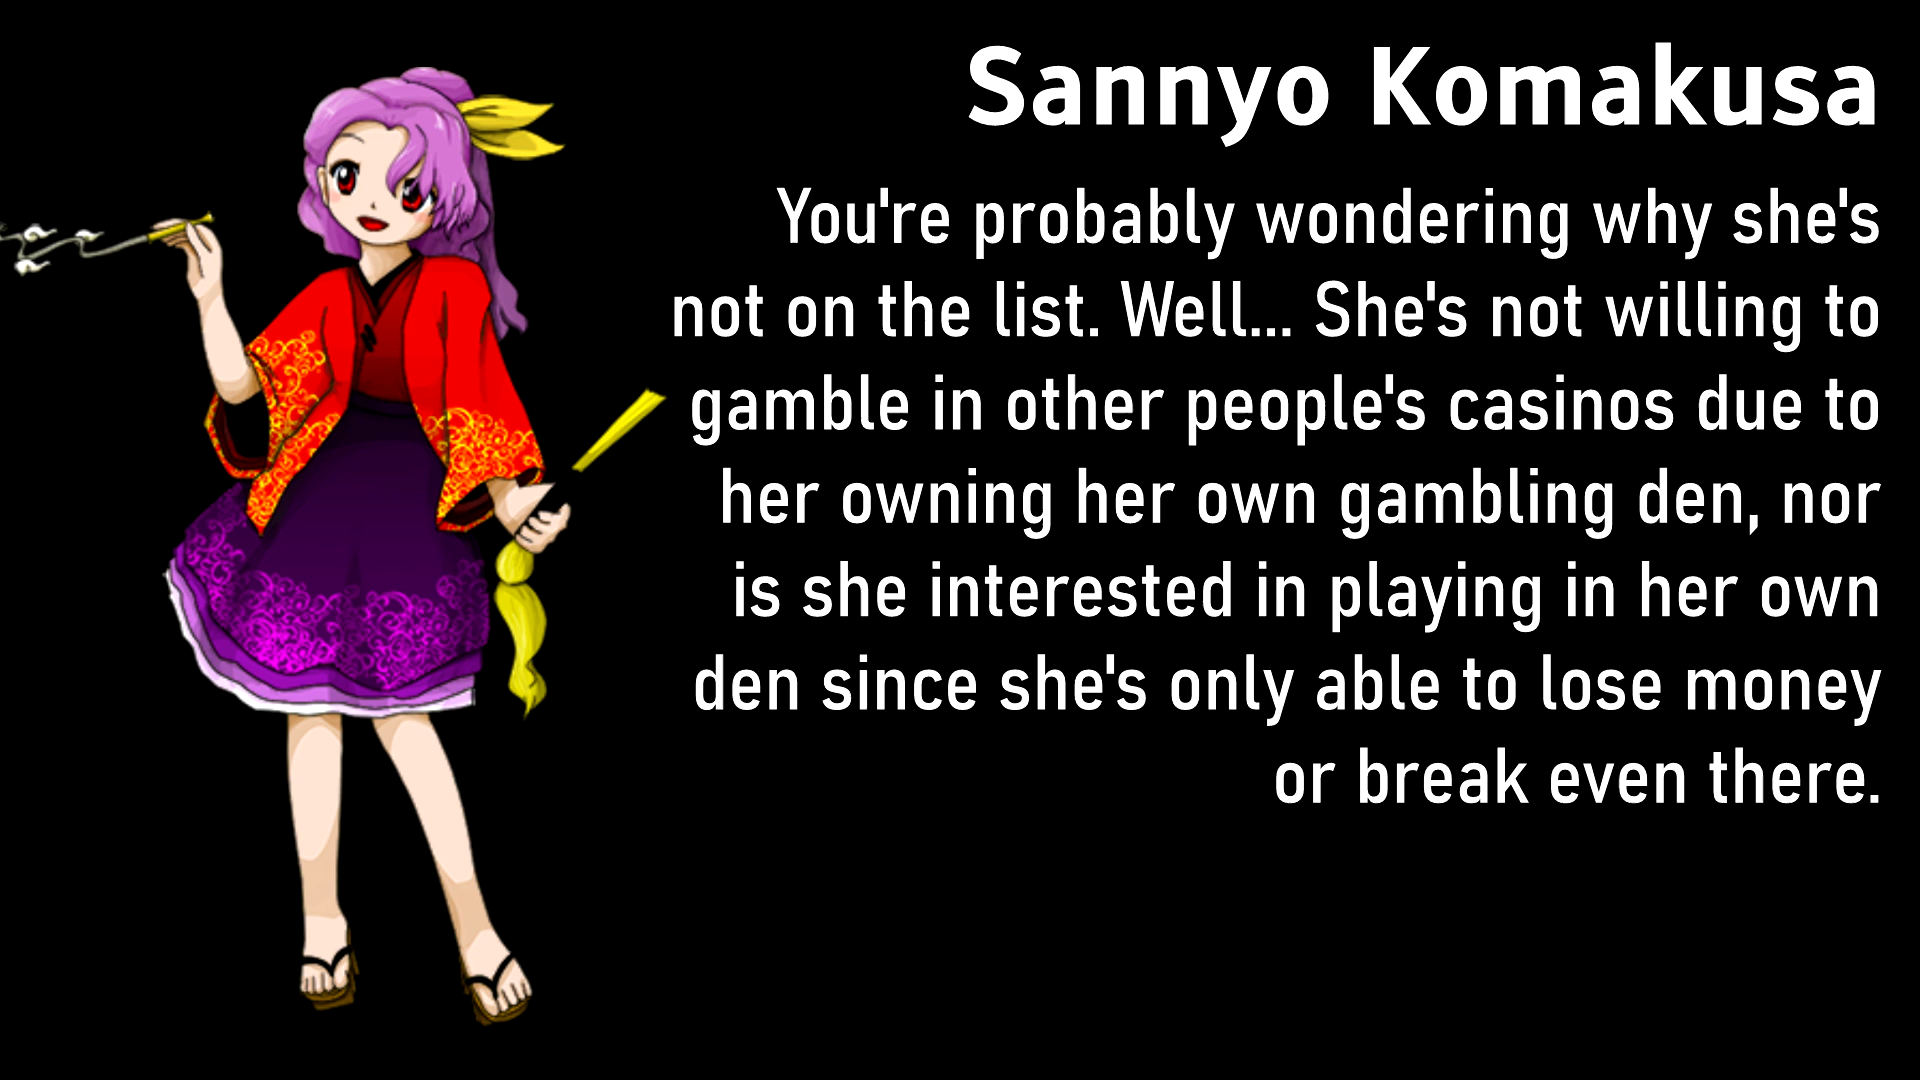 Sannyo Komakusa
You're probably wondering why she's
not on the list. Well... She's not willing to
gamble in other people's casinos due to
her owning her own gambling den, nor
is she interested in playing in her own
den since she's only able to lose money
or break even there.